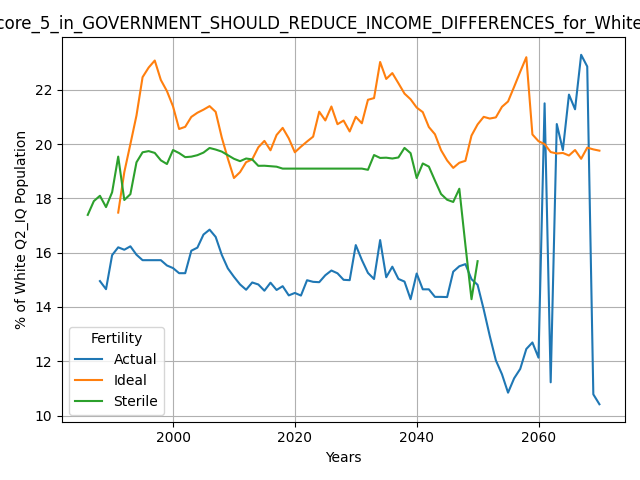 core_5_in_GOVERNMENT_SHOULD_REDUCE_INCOME_DIFFERENCES_for_White
% of White Q2_IQ Population
22
20
18
16
14
12
10
Fertility
Actual
Ideal
Sterile
2000
2020
2040
2060
Years